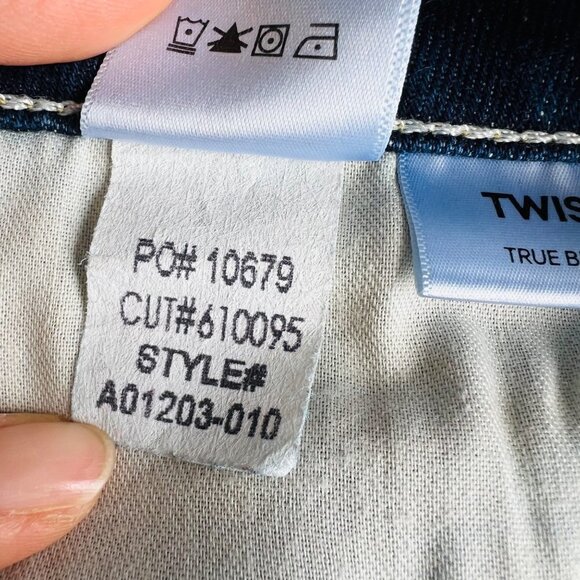 PO# 10679
CUT#610095
STYLE#
A01203-010
TWIS
TRUE B